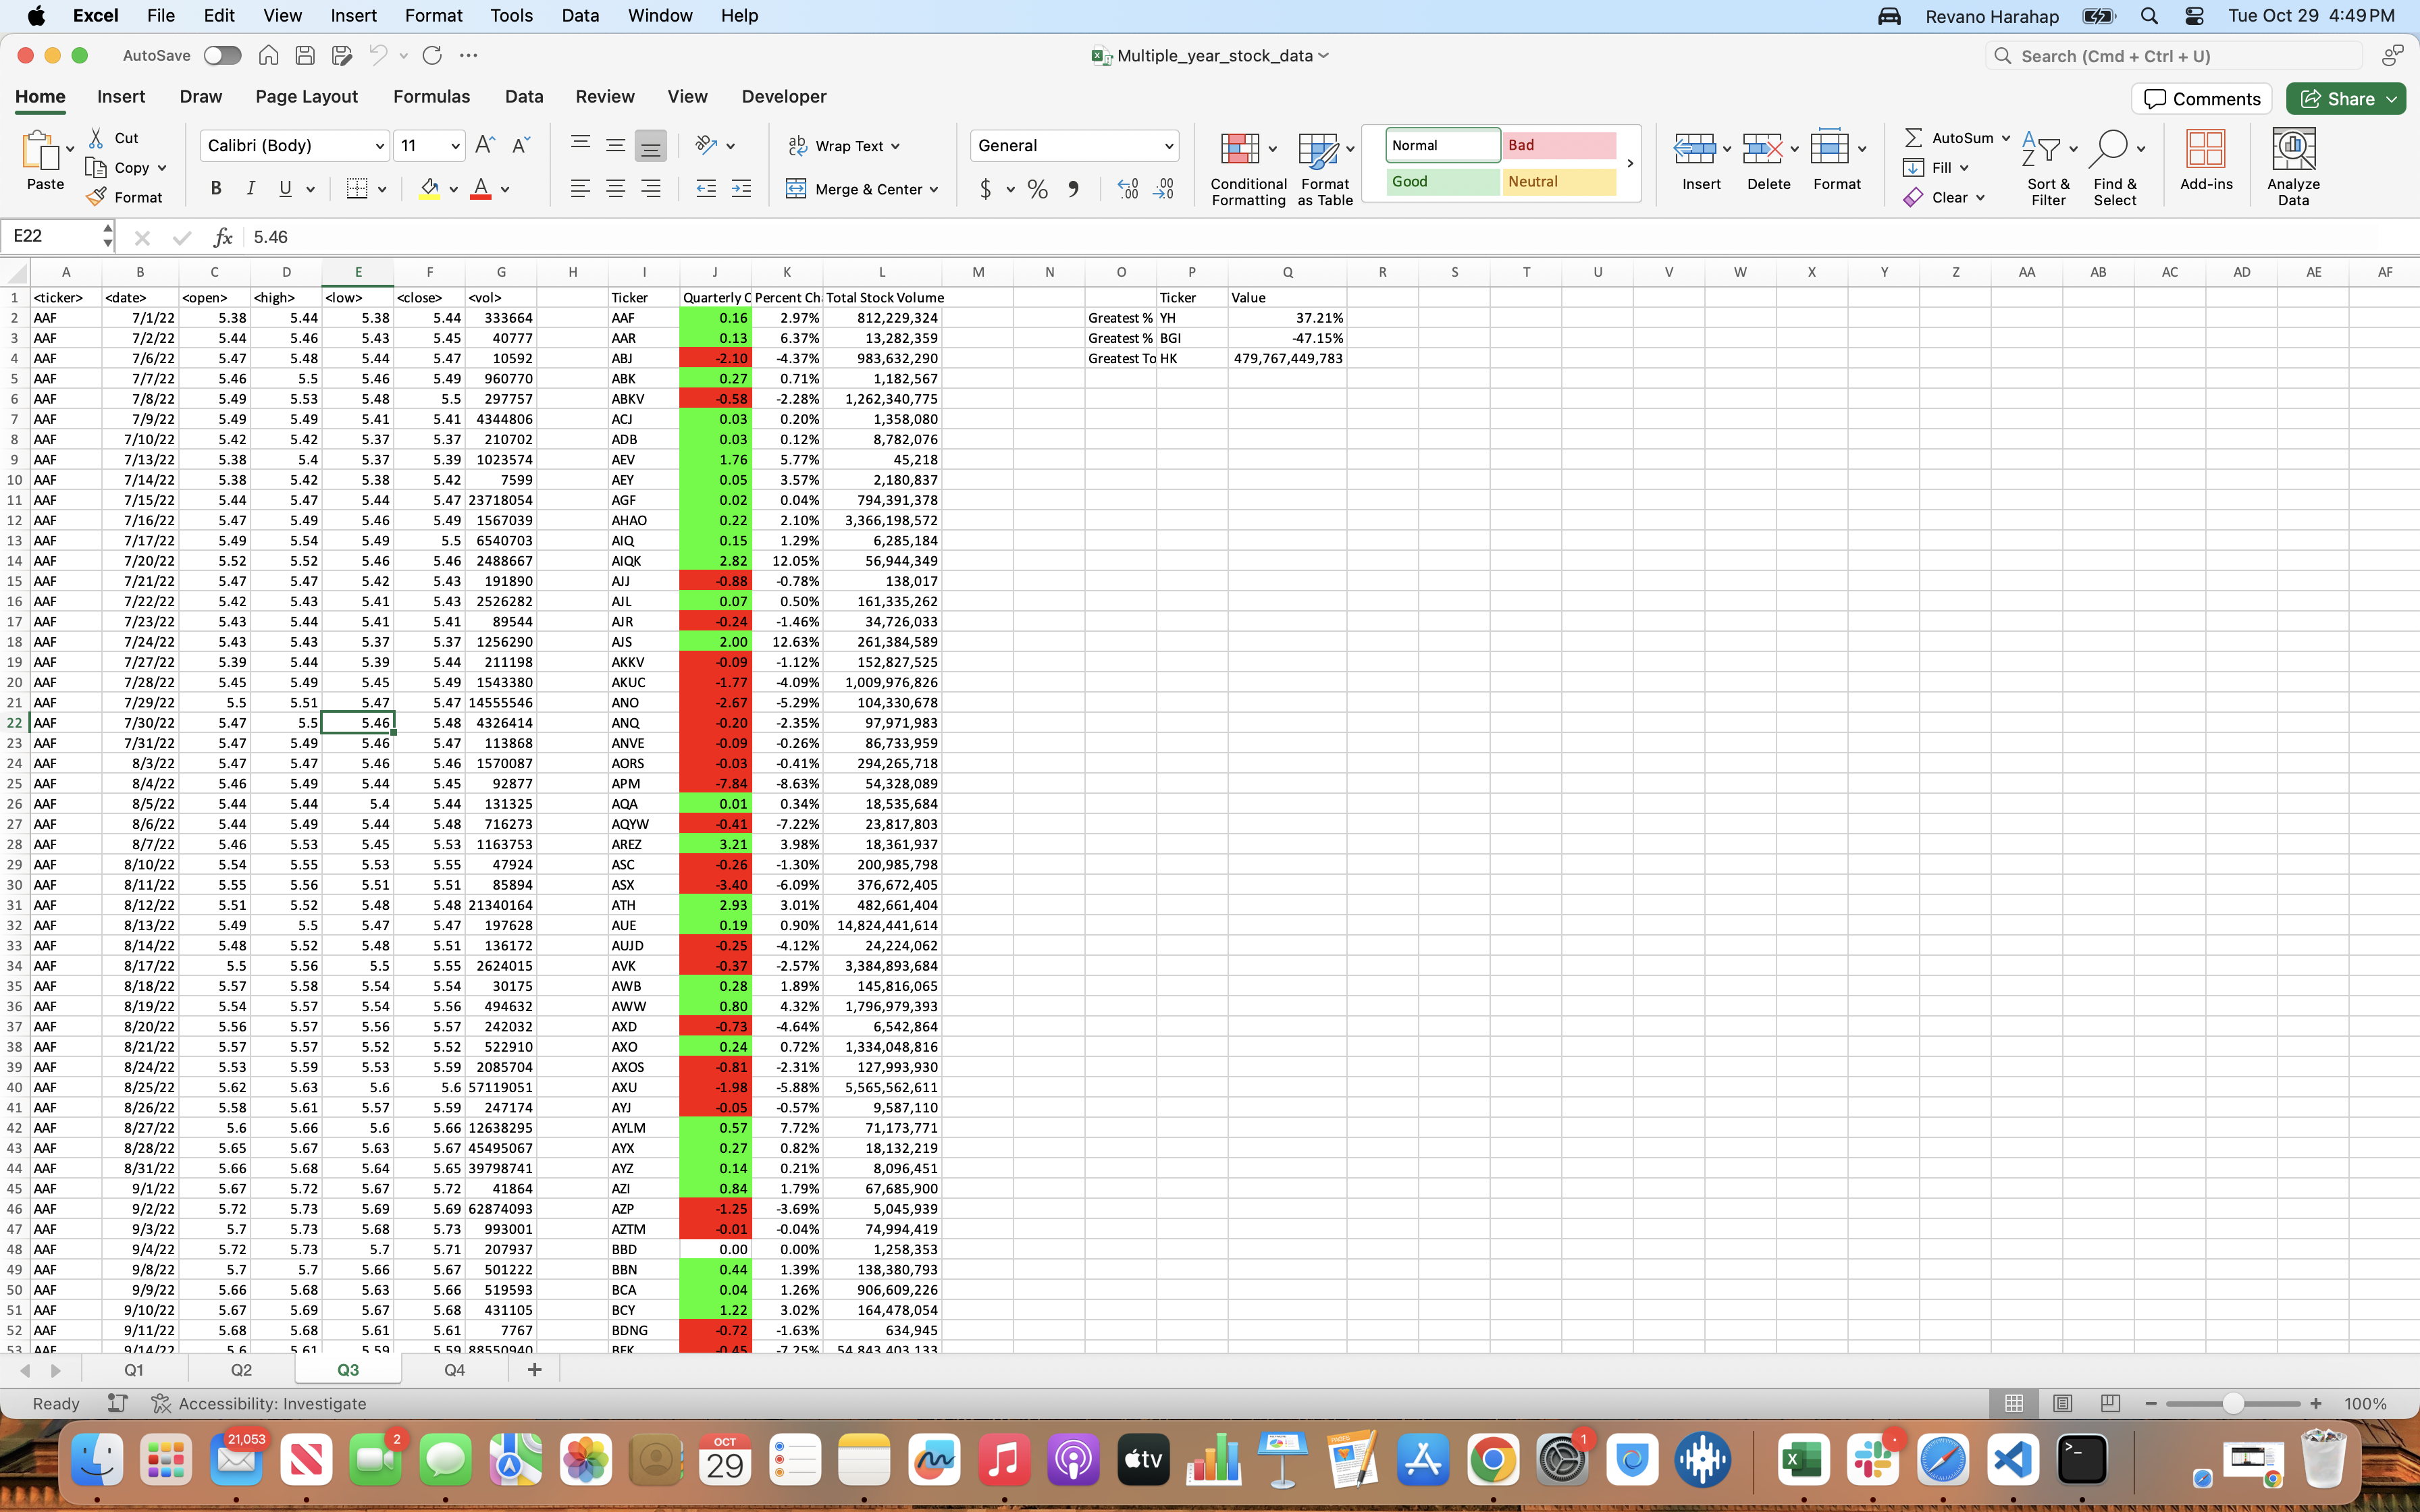 Excel File Edit View Insert Format Tools Data Window Help Revano Harahap Tue Oct 29 4:49 PM
AutoSave Multiple_year_stock_data Search (Cmd + Ctrl + U)
Home Insert Draw Page Layout Formulas Data Review View Developer Comments Share
Paste Cut Copy Format Calibri (Body) 11 Wrap Text Merge & Center General Conditional Formatting Format as Table Normal Bad Good Neutral Insert Delete Format AutoSum Fill Clear Sort & Filter Find & Select Add-ins Analyze Data
E22 fx 5.46
A B C D E F G H I J K L M N O P Q R S T U V W X Y Z AA AB AC AD AE AF
1 <ticker> <date> <open> <high> <low> <close> <vol> Ticker Quarterly C Percent Ch Total Stock Volume Ticker Value
2 AAF 7/1/22 5.38 5.44 5.38 5.44 333664 AAF 0.16 2.97% 812,229,324 Greatest % YH 37.21%
3 AAF 7/2/22 5.44 5.46 5.43 5.45 40777 AAR 0.13 6.37% 13,282,359 Greatest % BGI -47.15%
4 AAF 7/6/22 5.47 5.48 5.44 5.47 10592 ABJ -2.10 -4.37% 983,632,290 Greatest To HK 479,767,449,783
5 AAF 7/7/22 5.46 5.5 5.46 5.49 960770 ABK 0.27 0.71% 1,182,567
6 AAF 7/8/22 5.49 5.53 5.48 5.5 297757 ABKV -0.58 -2.28% 1,262,340,775
7 AAF 7/9/22 5.49 5.49 5.41 5.41 4344806 ACJ 0.03 0.20% 1,358,080
8 AAF 7/10/22 5.42 5.42 5.37 5.37 210702 ADB 0.03 0.12% 8,782,076
9 AAF 7/13/22 5.38 5.4 5.37 5.39 1023574 AEV 1.76 5.77% 45,218
10 AAF 7/14/22 5.38 5.42 5.38 5.42 7599 AEY 0.05 3.57% 2,180,837
11 AAF 7/15/22 5.44 5.47 5.44 5.47 23718054 AGF 0.02 0.04% 794,391,378
12 AAF 7/16/22 5.47 5.49 5.46 5.49 1567039 AHAO 0.22 2.10% 3,366,198,572
13 AAF 7/17/22 5.49 5.54 5.49 5.5 6540703 AIQ 0.15 1.29% 6,285,184
14 AAF 7/20/22 5.52 5.52 5.46 5.46 2488667 AIQK 2.82 12.05% 56,944,349
15 AAF 7/21/22 5.47 5.47 5.42 5.43 191890 AJJ -0.88 -0.78% 138,017
16 AAF 7/22/22 5.42 5.43 5.41 5.43 2526282 AJL 0.07 0.50% 161,335,262
17 AAF 7/23/22 5.43 5.44 5.41 5.41 89544 AJR -0.24 -1.46% 34,726,033
18 AAF 7/24/22 5.43 5.43 5.37 5.37 1256290 AJS 2.00 12.63% 261,384,589
19 AAF 7/27/22 5.39 5.44 5.39 5.44 211198 AKKV -0.09 -1.12% 152,827,525
20 AAF 7/28/22 5.45 5.49 5.45 5.49 1543380 AKUC -1.77 -4.09% 1,009,976,826
21 AAF 7/29/22 5.5 5.51 5.47 5.47 14555546 ANO -2.67 -5.29% 104,330,678
22 AAF 7/30/22 5.47 5.5 5.46 5.48 4326414 ANQ -0.20 -2.35% 97,971,983
23 AAF 7/31/22 5.47 5.49 5.46 5.47 113868 ANVE -0.09 -0.26% 86,733,959
24 AAF 8/3/22 5.47 5.47 5.46 5.46 1570087 AORS -0.03 -0.41% 294,265,718
25 AAF 8/4/22 5.46 5.49 5.44 5.45 92877 APM -7.84 -8.63% 54,328,089
26 AAF 8/5/22 5.44 5.44 5.4 5.44 131325 AQA 0.01 0.34% 18,535,684
27 AAF 8/6/22 5.44 5.49 5.44 5.48 716273 AQYW -0.41 -7.22% 23,817,803
28 AAF 8/7/22 5.46 5.53 5.45 5.53 1163753 AREZ 3.21 3.98% 18,361,937
29 AAF 8/10/22 5.54 5.55 5.53 5.55 47924 ASC -0.26 -1.30% 200,985,798
30 AAF 8/11/22 5.55 5.56 5.51 5.51 85894 ASX -3.40 -6.09% 376,672,405
31 AAF 8/12/22 5.51 5.52 5.48 5.48 21340164 ATH 2.93 3.01% 482,661,404
32 AAF 8/13/22 5.49 5.5 5.47 5.47 197628 AUE 0.19 0.90% 14,824,441,614
33 AAF 8/14/22 5.48 5.52 5.48 5.51 136172 AUJD -0.25 -4.12% 24,224,062
34 AAF 8/17/22 5.5 5.56 5.5 5.55 2624015 AVK -0.37 -2.57% 3,384,893,684
35 AAF 8/18/22 5.57 5.58 5.54 5.54 30175 AWB 0.28 1.89% 145,816,065
36 AAF 8/19/22 5.54 5.57 5.54 5.56 494632 AWW 0.80 4.32% 1,796,979,393
37 AAF 8/20/22 5.56 5.57 5.56 5.57 242032 AXD -0.73 -4.64% 6,542,864
38 AAF 8/21/22 5.57 5.57 5.52 5.52 522910 AXO 0.24 0.72% 1,334,048,816
39 AAF 8/24/22 5.53 5.59 5.53 5.59 2085704 AXOS -0.81 -2.31% 127,993,930
40 AAF 8/25/22 5.62 5.63 5.6 5.6 57119051 AXU -1.98 -5.88% 5,565,562,611
41 AAF 8/26/22 5.58 5.61 5.57 5.59 247174 AYJ -0.05 -0.57% 9,587,110
42 AAF 8/27/22 5.6 5.66 5.6 5.66 12638295 AYLM 0.57 7.72% 71,173,771
43 AAF 8/28/22 5.65 5.67 5.63 5.67 45495067 AYX 0.27 0.82% 18,132,219
44 AAF 8/31/22 5.66 5.68 5.64 5.65 39798741 AYZ 0.14 0.21% 8,096,451
45 AAF 9/1/22 5.67 5.72 5.67 5.72 41864 AZI 0.84 1.79% 67,685,900
46 AAF 9/2/22 5.72 5.73 5.69 5.69 62874093 AZP -1.25 -3.69% 5,045,939
47 AAF 9/3/22 5.7 5.73 5.68 5.73 993001 AZTM -0.01 -0.04% 74,994,419
48 AAF 9/4/22 5.72 5.73 5.7 5.71 207937 BBD 0.00 0.00% 1,258,353
49 AAF 9/8/22 5.7 5.7 5.66 5.67 501222 BBN 0.44 1.39% 138,380,793
50 AAF 9/9/22 5.66 5.68 5.63 5.66 519593 BCA 0.04 1.26% 906,609,226
51 AAF 9/10/22 5.67 5.69 5.67 5.68 431105 BCY 1.22 3.02% 164,478,054
52 AAF 9/11/22 5.68 5.68 5.61 5.61 7767 BDNG -0.72 -1.63% 634,945
53 AAF 9/14/22 5.6 5.61 5.59 5.59 88550940 BEK -0.45 -7.25% 54,843,403,133
Q1 Q2 Q3 Q4
Ready Accessibility: Investigate 100%
21,053 2 OCT 29 tv PAGES 1